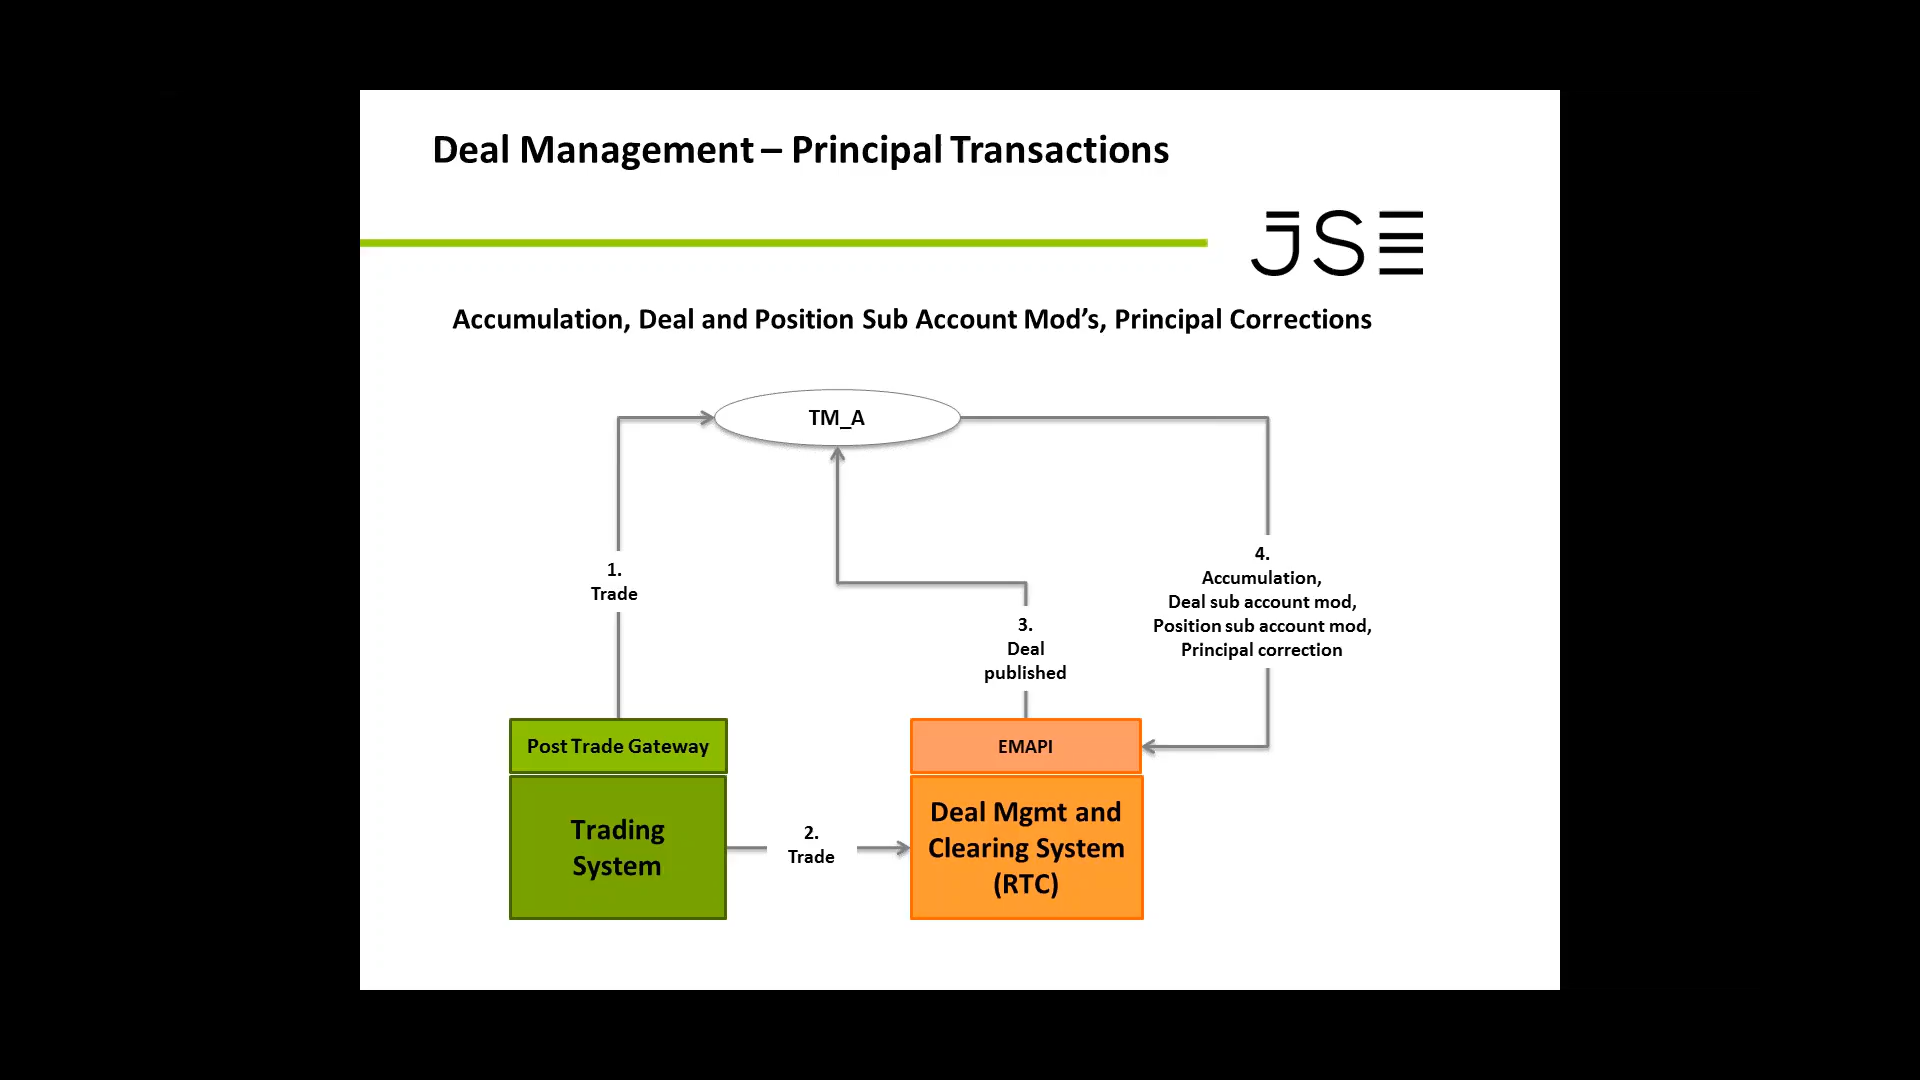 Deal Management – Principal Transactions
JSE
Accumulation, Deal and Position Sub Account Mod’s, Principal Corrections
TM_A
1.
Trade
3.
Deal
published
4.
Accumulation,
Deal sub account mod,
Position sub account mod,
Principal correction
Post Trade Gateway
EMAPI
Trading
System
2.
Trade
Deal Mgmt and
Clearing System
(RTC)